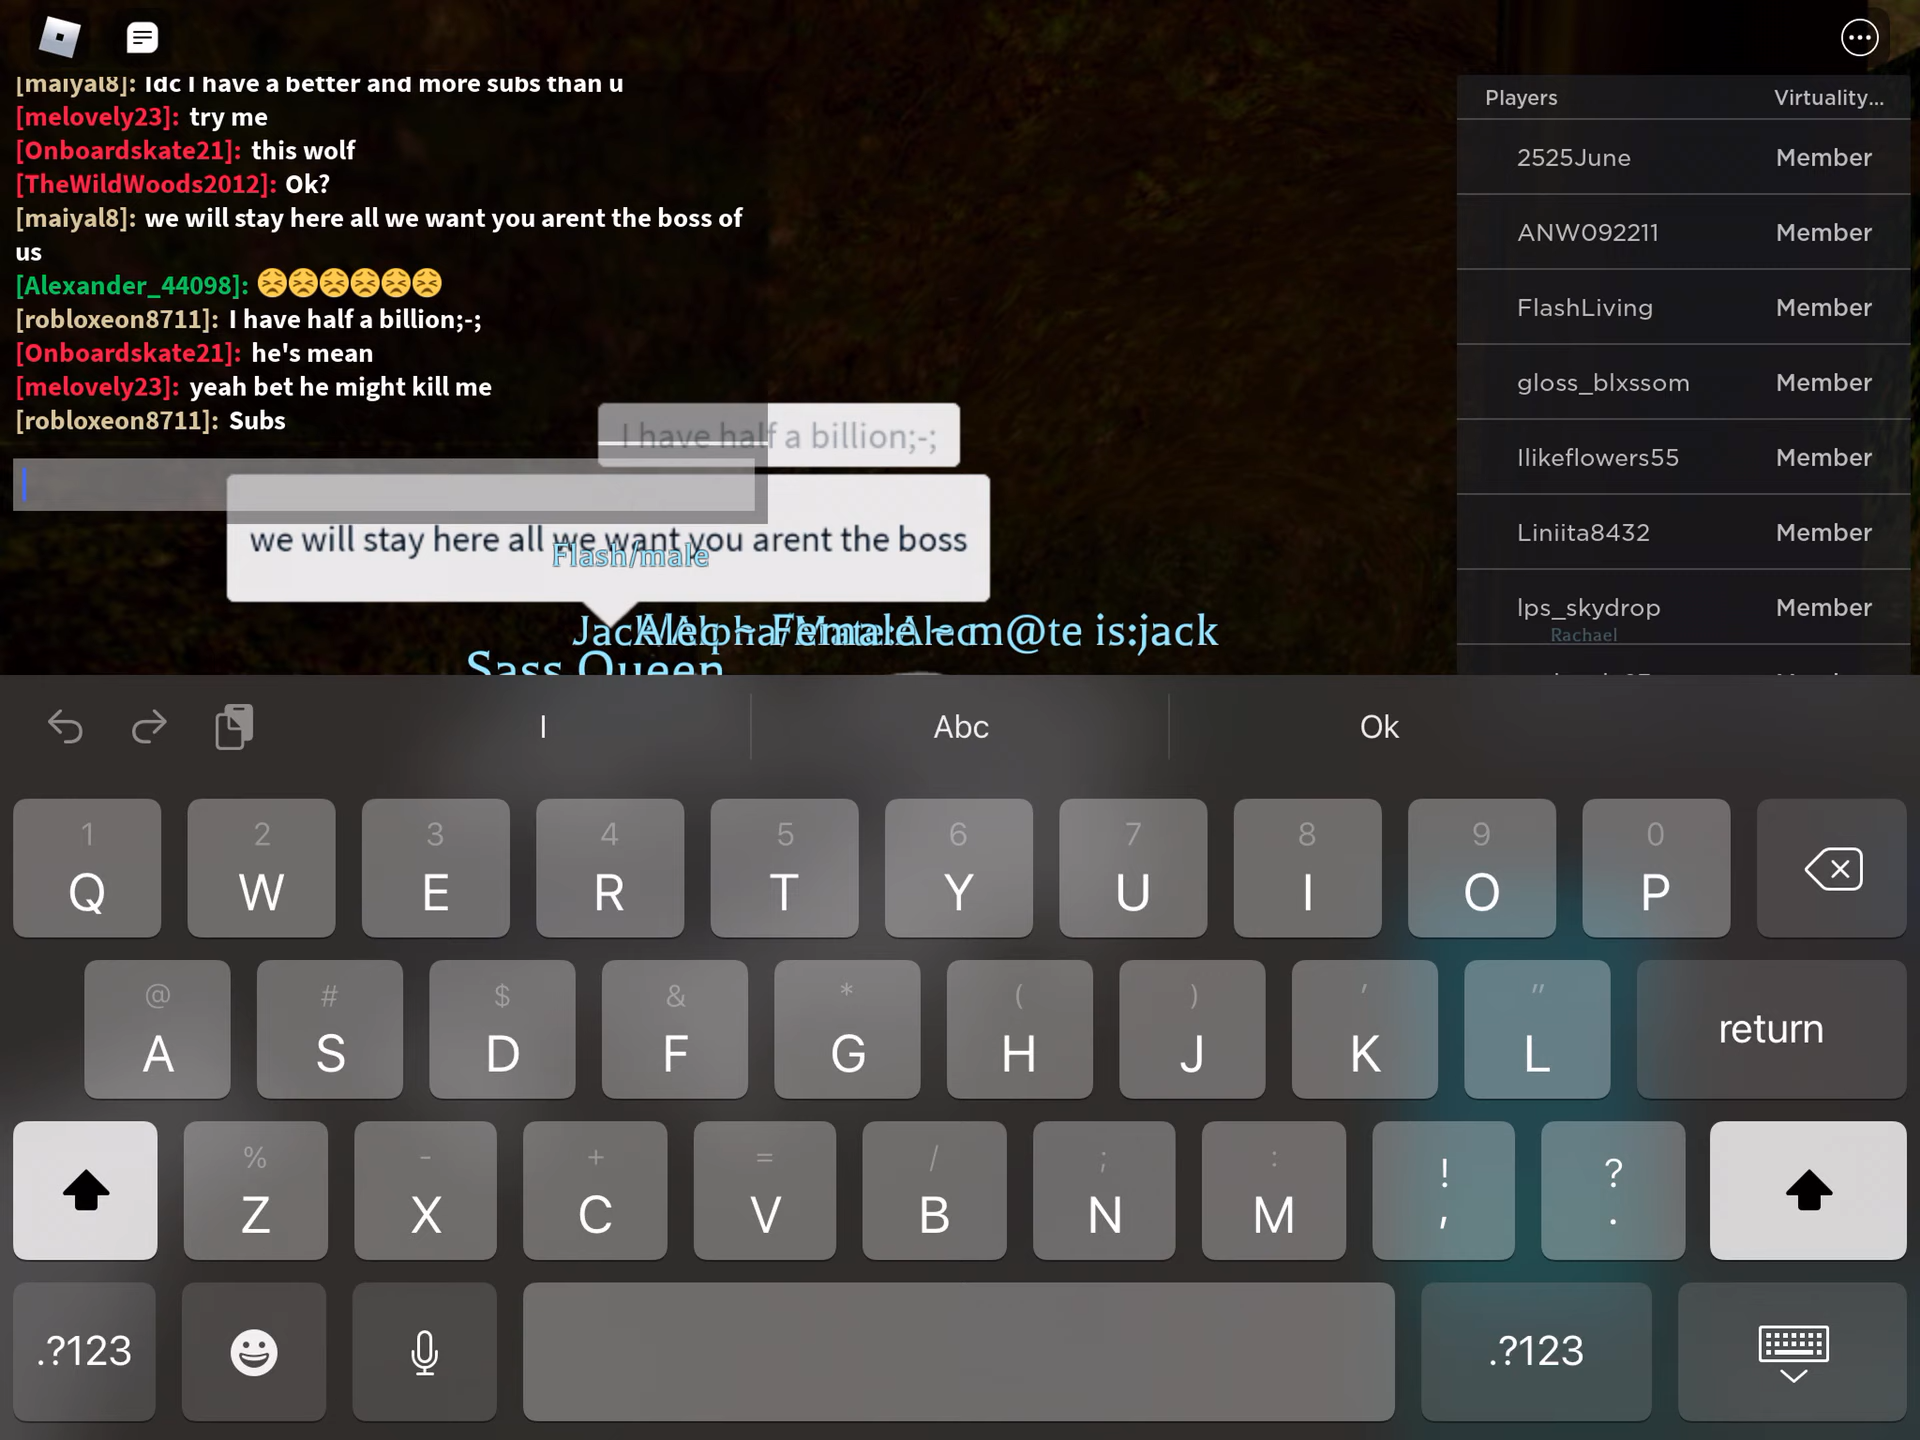 [maiyal8]: Idc I have a better and more subs than u
[melovely23]: try me
[Onboardskate21]: this wolf
[TheWildWoods2012]: Ok?
[maiyal8]: we will stay here all we want you arent the boss of
us
[Alexander_44098]: 😣😣😣😣😣😣
[robloxeon8711]: I have half a billion;-;
[Onboardskate21]: he's mean
[melovely23]: yeah bet he might kill me
[robloxeon8711]: Subs
I have half a billion;-;
we will stay here all we want you arent the boss
Flash/male
Female ~ m@te is:jack
Sass Queen
Players Virtuality...
2525June Member
ANW092211 Member
FlashLiving Member
gloss_blxssom Member
Ilikeflowers55 Member
Liniita8432 Member
lps_skydrop Member
Rachael
I Abc Ok
1 2 3 4 5 6 7 8 9 0
Q W E R T Y U I O P
@ # $ & * ( ) ' "
A S D F G H J K L return
% - + = / ; : ! ?
Z X C V B N M , .
.?123 .?123